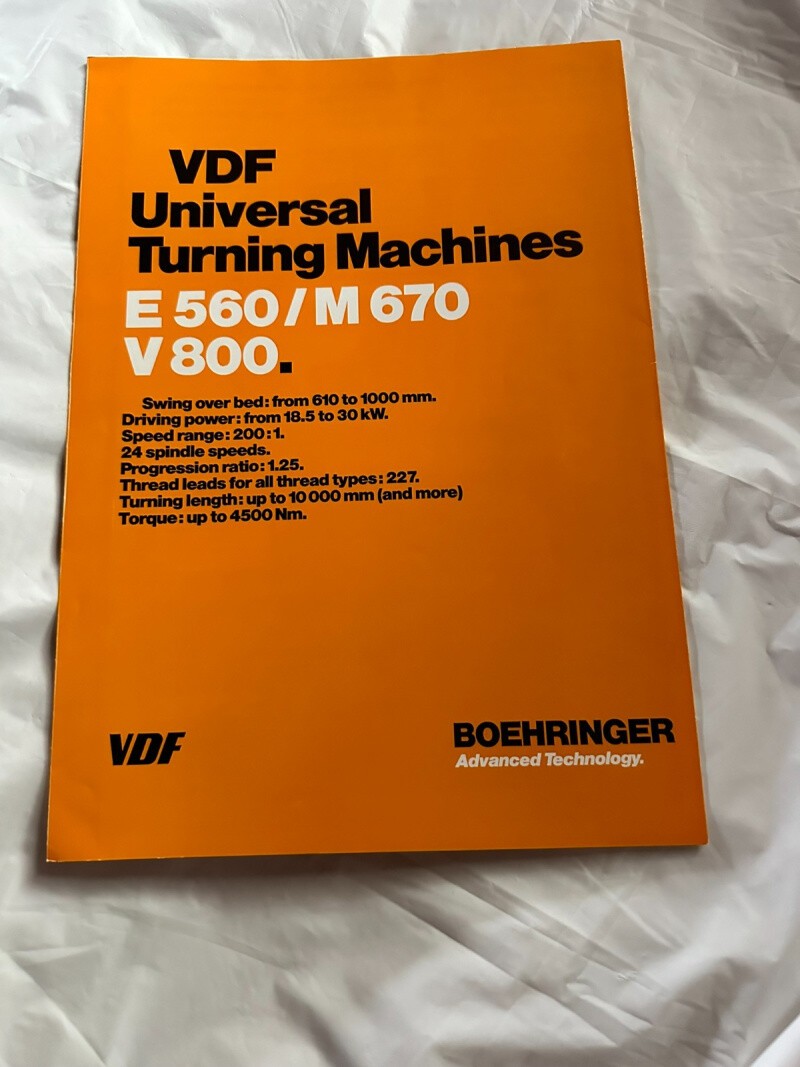 VDF
Universal
Turning Machines
E 560/M 670
V 800.
Swing over bed: from 610 to 1000 mm.
Driving power: from 18.5 to 30 kW.
Speed range: 200:1.
24 spindle speeds.
Progression ratio: 1.25.
Thread leads for all thread types: 227.
Turning length: up to 10 000 mm (and more)
Torque: up to 4500 Nm.
VDF
BOEHRINGER
Advanced Technology.